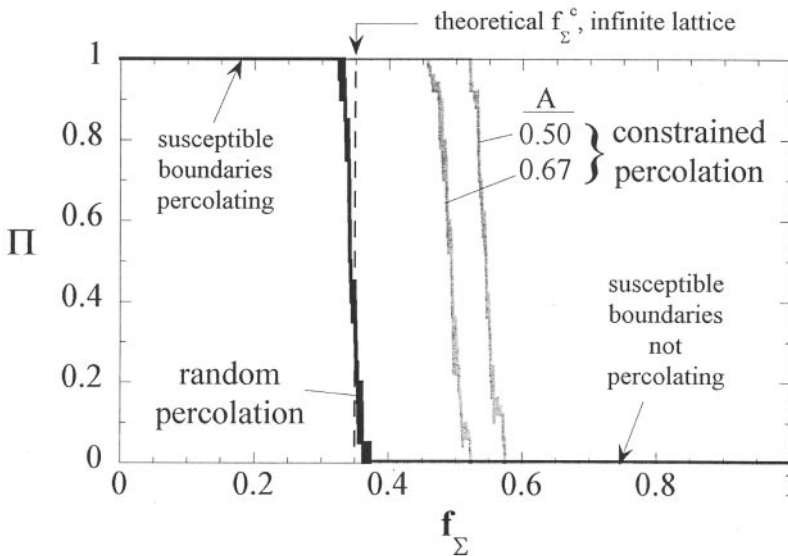 theoretical f_Σ^c, infinite lattice
1
0.8
0.6
0.4
0.2
0
Π
susceptible
boundaries
percolating
A
0.50
0.67
constrained
percolation
susceptible
boundaries
not
percolating
random
percolation
0
0.2
0.4
0.6
0.8
1
f_Σ